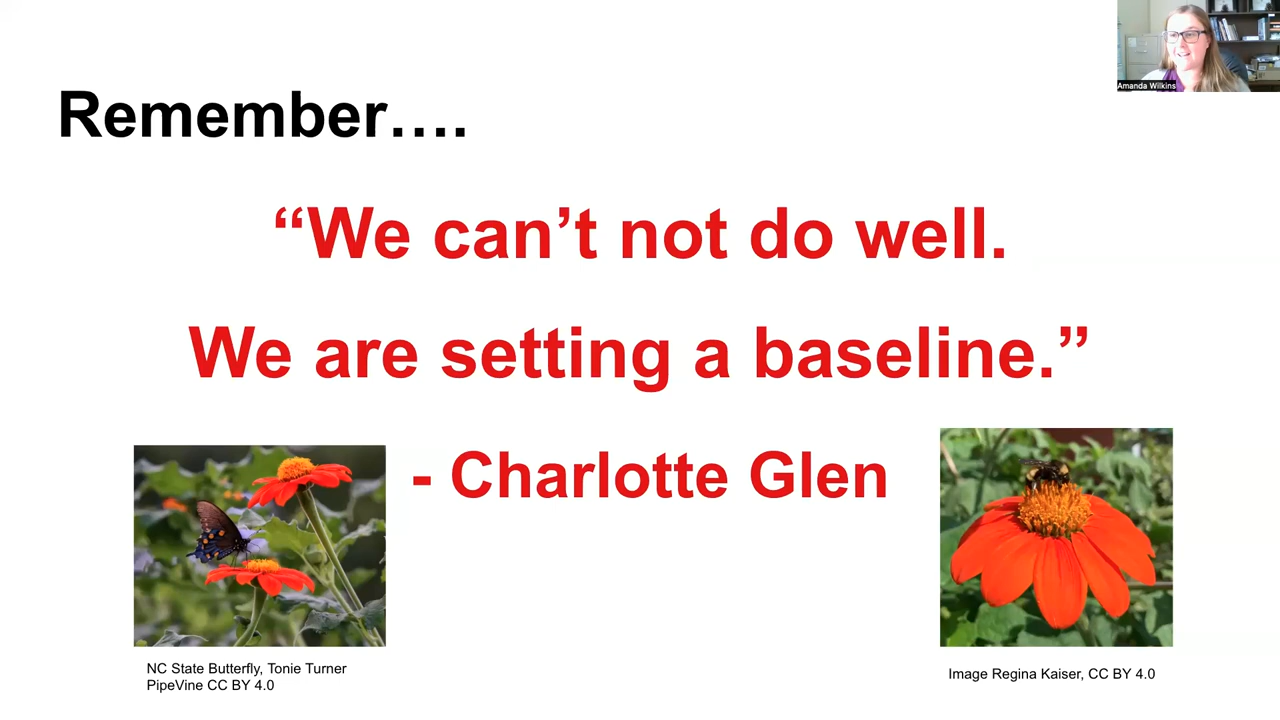 Amanda Wilkins
Remember….
“We can’t not do well.
We are setting a baseline.”
- Charlotte Glen
NC State Butterfly, Tonie Turner
PipeVine CC BY 4.0
Image Regina Kaiser, CC BY 4.0